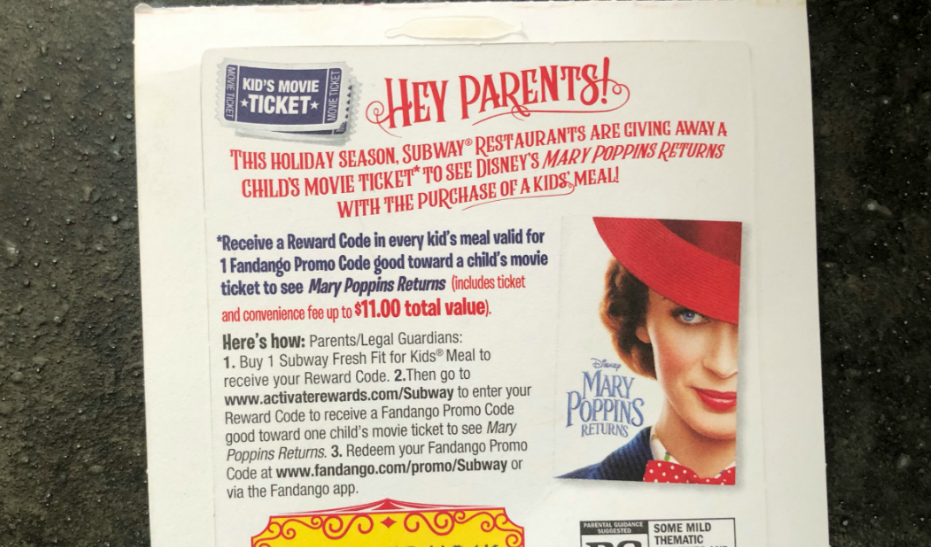 MOVIE TICKET
KID'S MOVIE
★TICKET★
MOVIE TICKET
HEY PARENTS!
THIS HOLIDAY SEASON, SUBWAY® RESTAURANTS ARE GIVING AWAY A
CHILD'S MOVIE TICKET* TO SEE DISNEY'S MARY POPPINS RETURNS
WITH THE PURCHASE OF A KIDS' MEAL!
*Receive a Reward Code in every kid's meal valid for
1 Fandango Promo Code good toward a child's movie
ticket to see Mary Poppins Returns (includes ticket
and convenience fee up to $11.00 total value).
Here's how: Parents/Legal Guardians:
1. Buy 1 Subway Fresh Fit for Kids® Meal to
receive your Reward Code. 2.Then go to
www.activaterewards.com/Subway to enter your
Reward Code to receive a Fandango Promo Code
good toward one child's movie ticket to see Mary
Poppins Returns. 3. Redeem your Fandango Promo
Code at www.fandango.com/promo/Subway or
via the Fandango app.
Disney
MARY
POPPINS
RETURNS
PARENTAL GUIDANCE SUGGESTED
PG
SOME MILD
THEMATIC